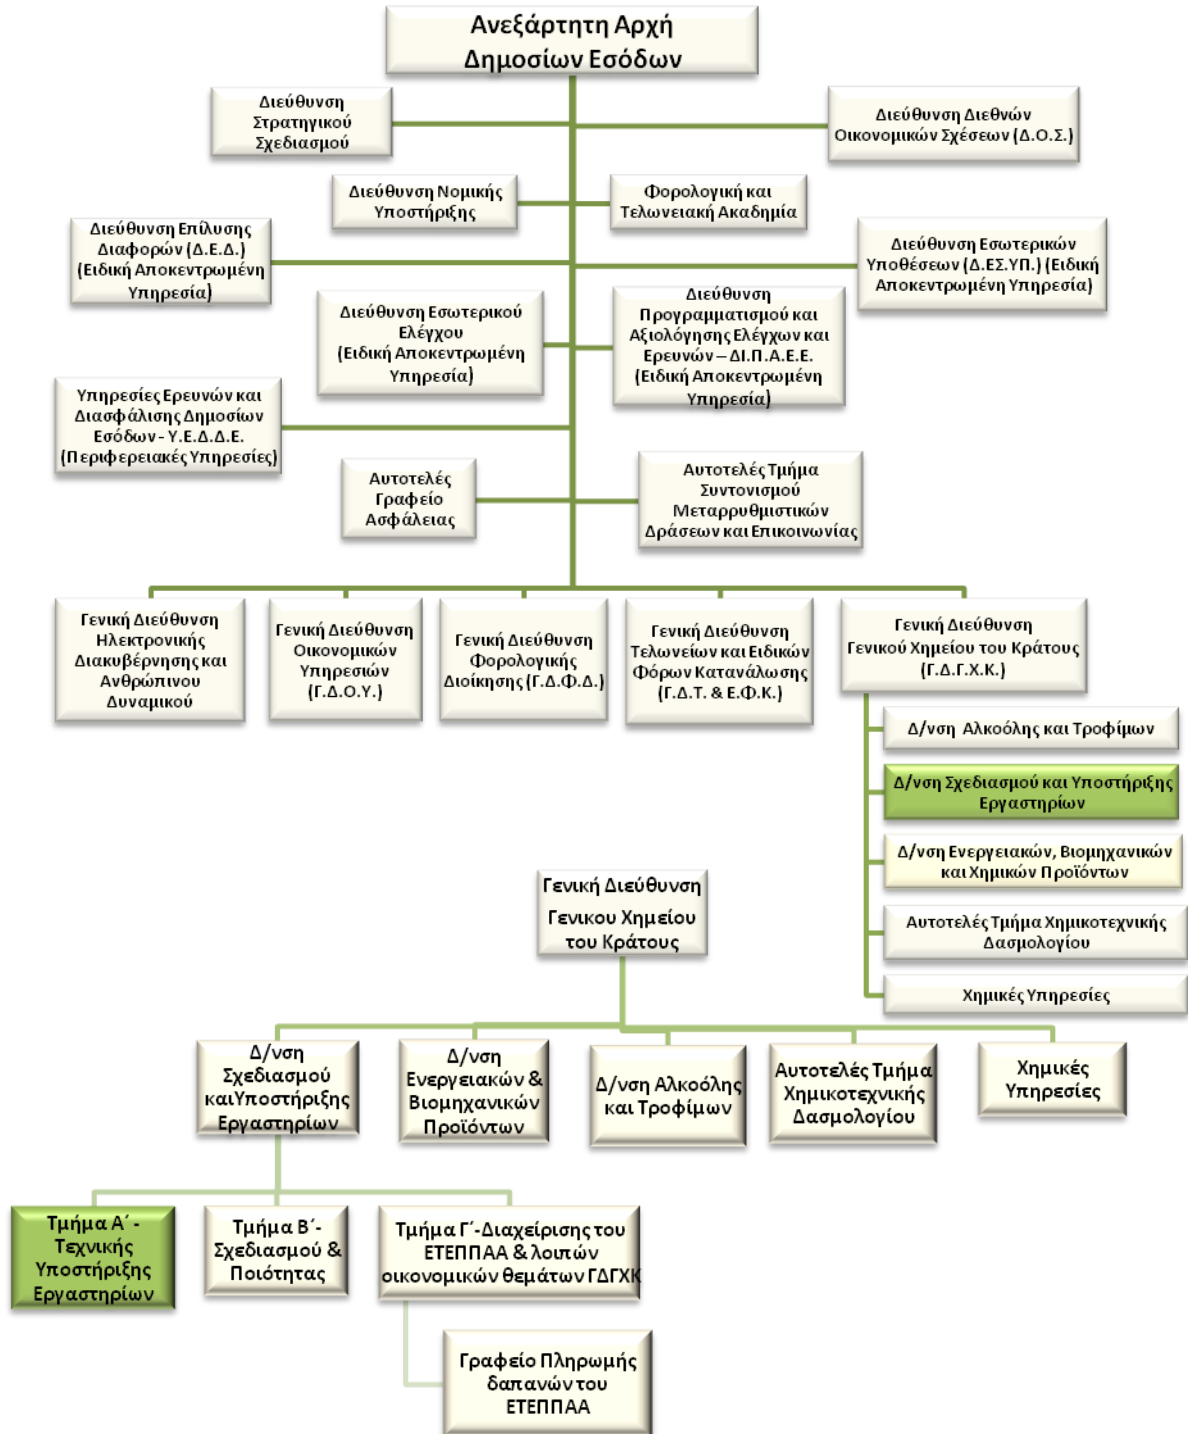 Ανεξάρτητη Αρχή
Δημοσίων Εσόδων
Διεύθυνση
Στρατηγικού
Σχεδιασμού
Διεύθυνση Διεθνών
Οικονομικών Σχέσεων (Δ.Ο.Σ.)
Διεύθυνση Νομικής
Υποστήριξης
Φορολογική και
Τελωνειακή Ακαδημία
Διεύθυνση Επίλυσης
Διαφορών (Δ.Ε.Δ.)
(Ειδική Αποκεντρωμένη
Υπηρεσία)
Διεύθυνση Εσωτερικών
Υποθέσεων (Δ.ΕΣ.ΥΠ.) (Ειδική
Αποκεντρωμένη Υπηρεσία)
Διεύθυνση Εσωτερικού
Ελέγχου
(Ειδική Αποκεντρωμένη
Υπηρεσία)
Διεύθυνση
Προγραμματισμού και
Αξιολόγησης Ελέγχων και
Ερευνών – ΔΙ.Π.Α.Ε.Ε.
(Ειδική Αποκεντρωμένη
Υπηρεσία)
Υπηρεσίες Ερευνών και
Διασφάλισης Δημοσίων
Εσόδων - Υ.Ε.Δ.Δ.Ε.
(Περιφερειακές Υπηρεσίες)
Αυτοτελές
Γραφείο
Ασφάλειας
Αυτοτελές Τμήμα
Συντονισμού
Μεταρρυθμιστικών
Δράσεων και Επικοινωνίας
Γενική Διεύθυνση
Ηλεκτρονικής
Διακυβέρνησης και
Ανθρώπινου
Δυναμικού
Γενική Διεύθυνση
Οικονομικών
Υπηρεσιών
(Γ.Δ.Ο.Υ.)
Γενική Διεύθυνση
Φορολογικής
Διοίκησης (Γ.Δ.Φ.Δ.)
Γενική Διεύθυνση
Τελωνείων και Ειδικών
Φόρων Κατανάλωσης
(Γ.Δ.Τ. & Ε.Φ.Κ.)
Γενική Διεύθυνση
Γενικού Χημείου του Κράτους
(Γ.Δ.Γ.Χ.Κ.)
Δ/νση Αλκοόλης και Τροφίμων
Δ/νση Σχεδιασμού και Υποστήριξης
Εργαστηρίων
Δ/νση Ενεργειακών, Βιομηχανικών
και Χημικών Προϊόντων
Αυτοτελές Τμήμα Χημικοτεχνικής
Δασμολογίου
Χημικές Υπηρεσίες
Γενική Διεύθυνση
Γενικου Χημείου
του Κράτους
Δ/νση
Σχεδιασμού
καιΥποστήριξης
Εργαστηρίων
Δ/νση
Ενεργειακών &
Βιομηχανικών
Προϊόντων
Δ/νση Αλκοόλης
και Τροφίμων
Αυτοτελές Τμήμα
Χημικοτεχνικής
Δασμολογίου
Χημικές
Υπηρεσίες
Τμήμα Α΄ -
Τεχνικής
Υποστήριξης
Εργαστηρίων
Τμήμα Β΄-
Σχεδιασμού &
Ποιότητας
Τμήμα Γ΄-Διαχείρισης του
ΕΤΕΠΠΑΑ & λοιπών
οικονομικών θεμάτων ΓΔΓΧΚ
Γραφείο Πληρωμής
δαπανών του
ΕΤΕΠΠΑΑ